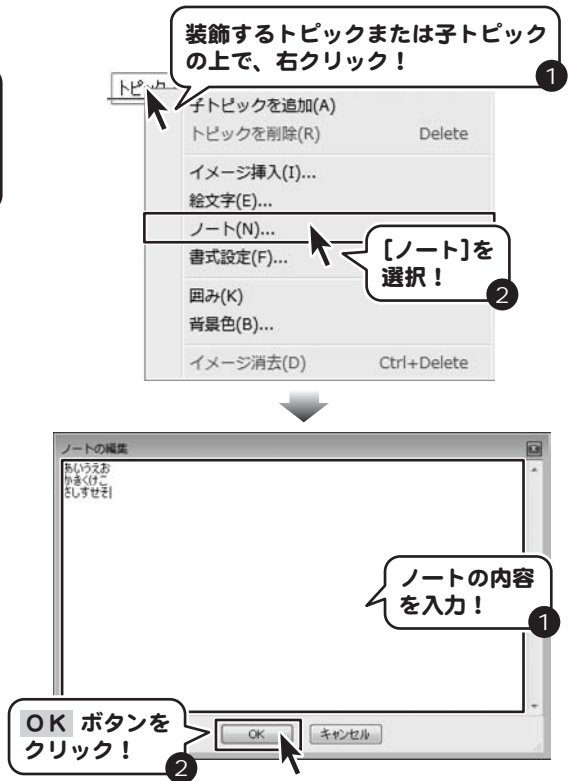 装飾するトピックまたは子トピック
の上で、右クリック!
1
トピック
子トピックを追加(A)
トピックを削除(R) Delete
イメージ挿入(I)...
絵文字(E)...
ノート(N)...
書式設定(F)...
[ノート]を
選択!
2
囲み(K)
背景色(B)...
イメージ消去(D) Ctrl+Delete
ノートの編集
あいうえお
かきくけこ
さしすせそ
ノートの内容
を入力!
1
OK ボタンを
クリック!
2
OK キャンセル